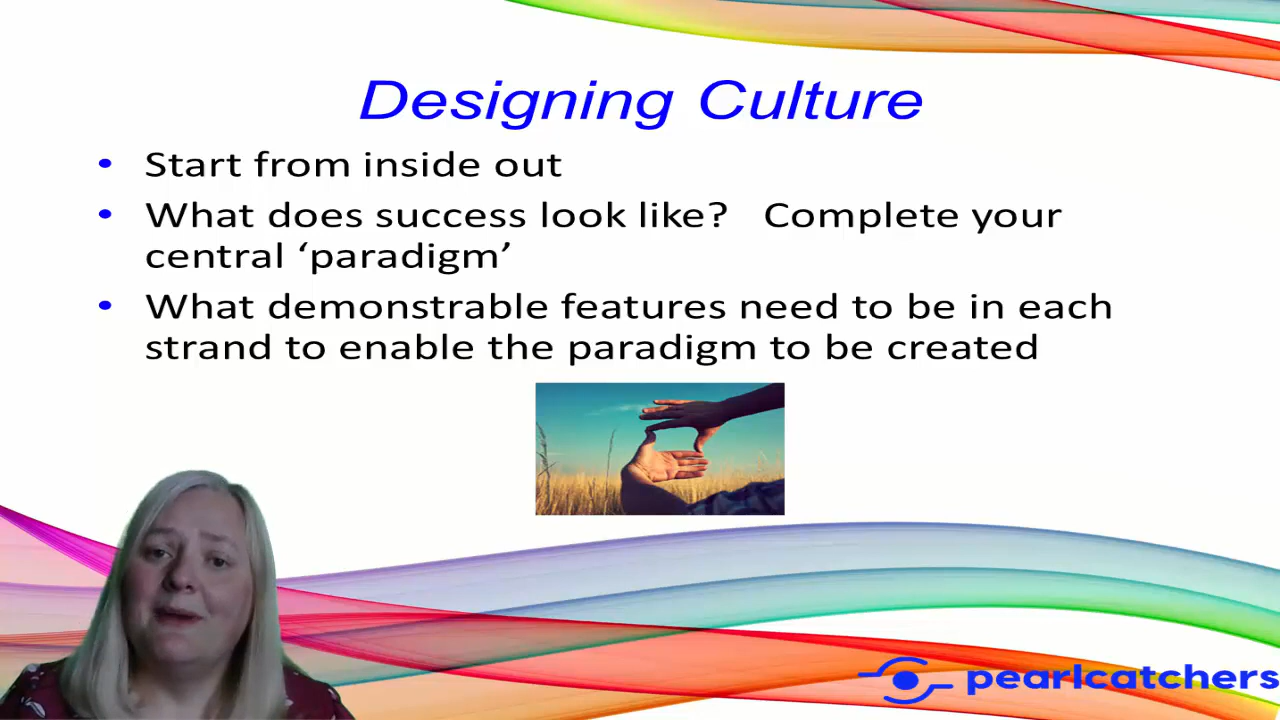 Designing Culture
• Start from inside out
• What does success look like?   Complete your
central ‘paradigm’
• What demonstrable features need to be in each
strand to enable the paradigm to be created
pearlcatchers